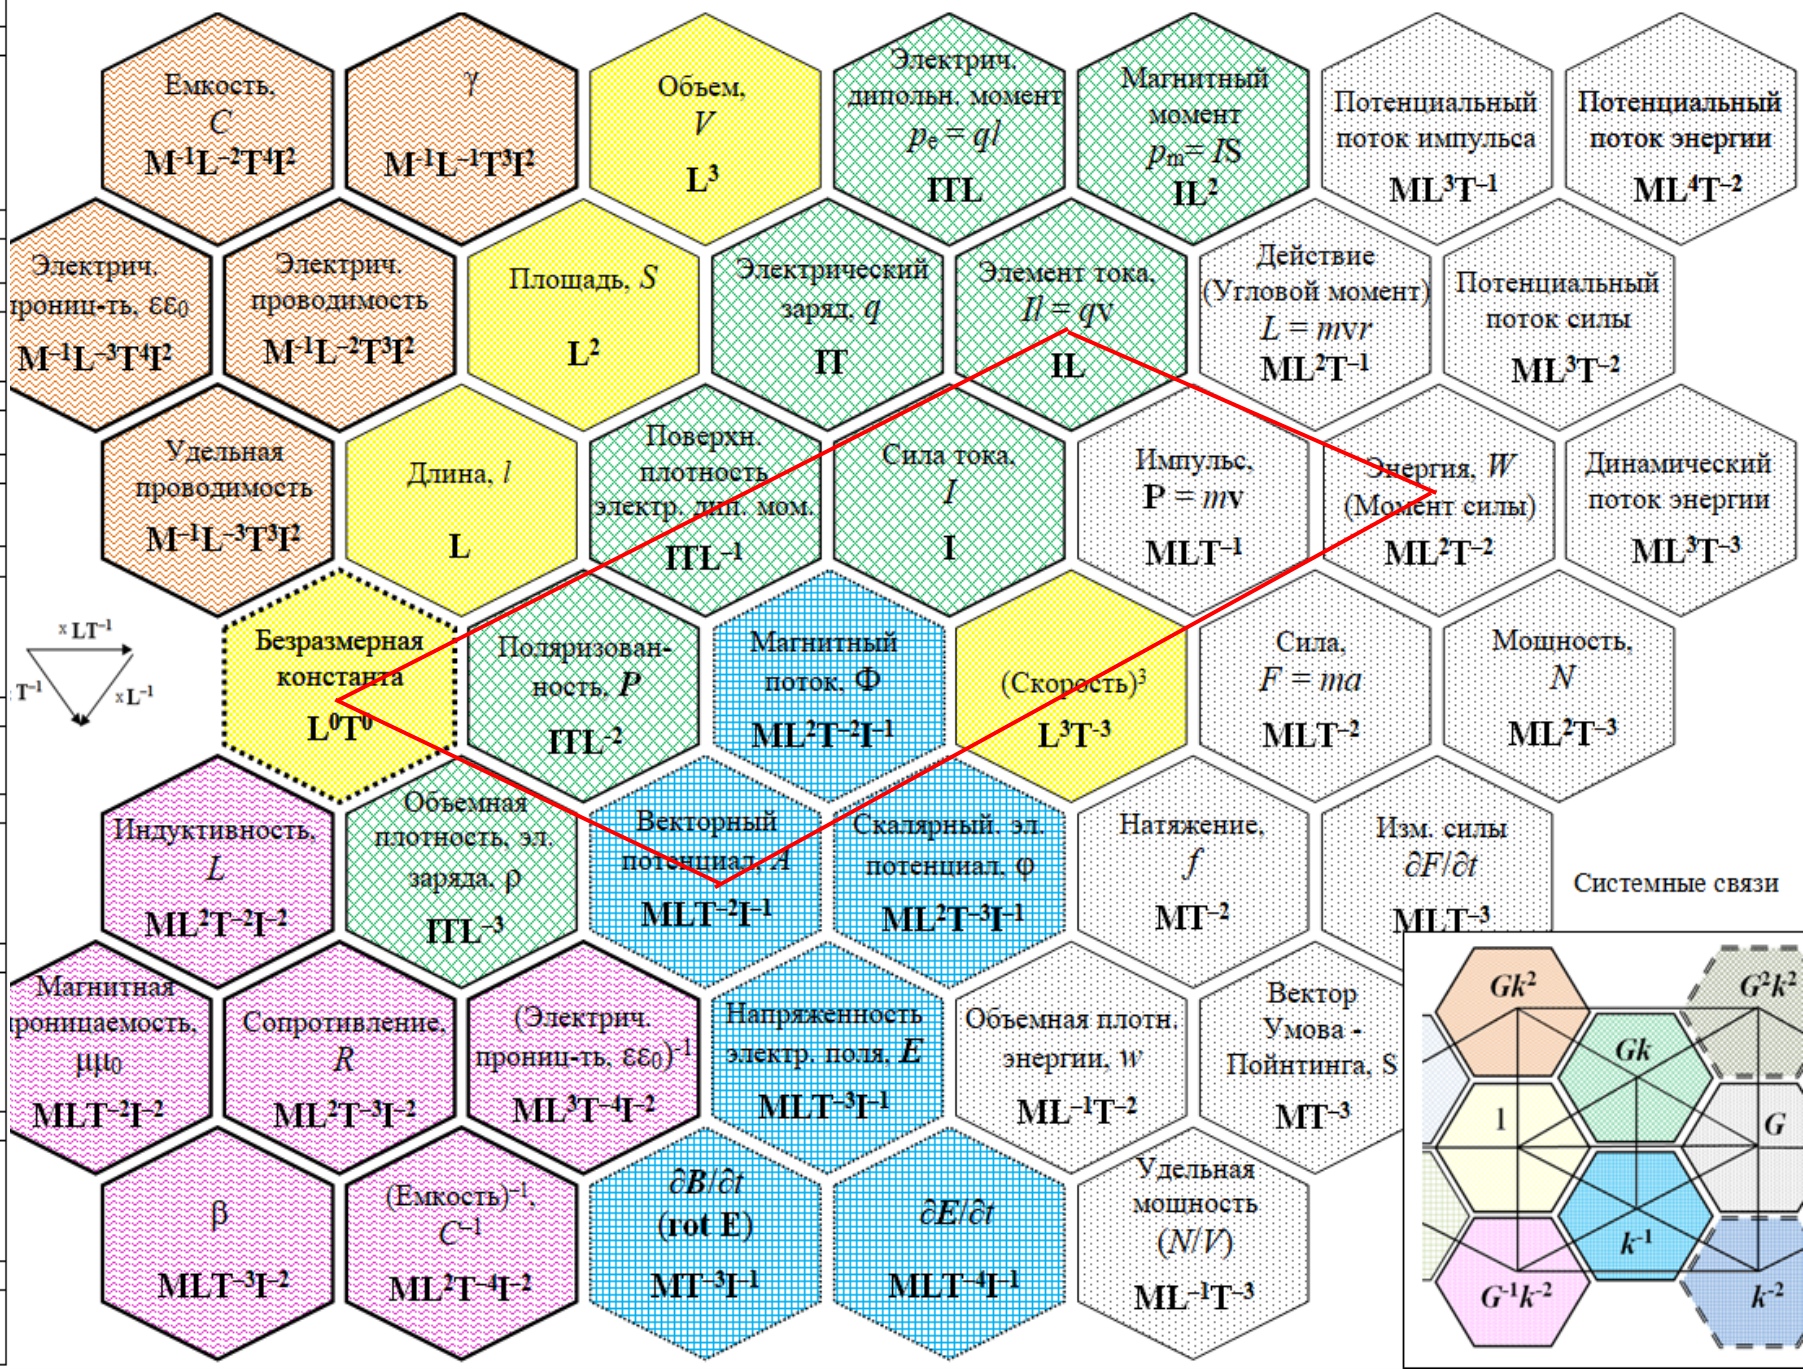 Емкость,
C
M⁻¹L⁻²T⁴I²
γ
M⁻¹L⁻¹T³I²
Объем,
V
L³
Электрич.
дипольн. момент
pₑ = ql
ITL
Магнитный
момент
pₘ= IS
IL²
Потенциальный
поток импульса
ML³T⁻¹
Потенциальный
поток энергии
ML⁴T⁻²
Электрич.
прониц-ть, εε₀
M⁻¹L⁻³T⁴I²
Электрич.
проводимость
M⁻¹L⁻²T³I²
Площадь, S
L²
Электрический
заряд, q
IT
Элемент тока,
Il = qv
IL
Действие
(Угловой момент)
L = mvr
ML²T⁻¹
Потенциальный
поток силы
ML³T⁻²
Удельная
проводимость
M⁻¹L⁻³T³I²
Длина, l
L
Поверхн.
плотность
электр. дип. мом.
ITL⁻¹
Сила тока,
I
I
Импульс,
P = mv
MLT⁻¹
Энергия, W
(Момент силы)
ML²T⁻²
Динамический
поток энергии
ML³T⁻³
x LT⁻¹
T⁻¹
x L⁻¹
Безразмерная
константа
L⁰T⁰
Поляризован-
ность, P
ITL⁻²
Магнитный
поток, Φ
ML²T⁻²I⁻¹
(Скорость)³
L³T⁻³
Сила,
F = ma
MLT⁻²
Мощность,
N
ML²T⁻³
Индуктивность,
L
ML²T⁻²I⁻²
Объемная
плотность, эл.
заряда, ρ
ITL⁻³
Векторный
потенциал, A
MLT⁻²I⁻¹
Скалярный. эл.
потенциал, φ
ML²T⁻³I⁻¹
Натяжение,
f
MT⁻²
Изм. силы
∂F/∂t
MLT⁻³
Системные связи
Магнитная
проницаемость,
μμ₀
MLT⁻²I⁻²
Сопротивление,
R
ML²T⁻³I⁻²
(Электрич.
прониц-ть, εε₀)⁻¹
ML³T⁻⁴I⁻²
Напряженность
электр. поля, E
MLT⁻³I⁻¹
Объемная плотн.
энергии, w
ML⁻¹T⁻²
Вектор
Умова -
Пойнтинга, S
MT⁻³
β
MLT⁻³I⁻²
(Емкость)⁻¹,
C⁻¹
ML²T⁻⁴I⁻²
∂B/∂t
(rot E)
MT⁻³I⁻¹
∂E/∂t
MLT⁻⁴I⁻¹
Удельная
мощность
(N/V)
ML⁻¹T⁻³
Gk²
G²k²
Gk
1
G
k⁻¹
G⁻¹k⁻²
k⁻²